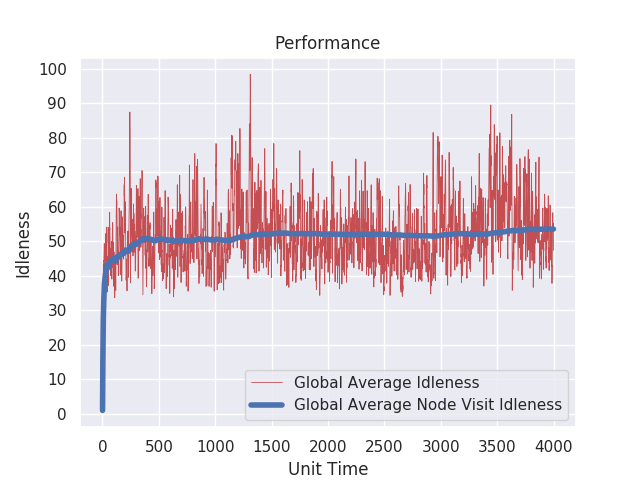 Performance
100
90
80
70
60
50
40
30
20
10
0
Idleness
Global Average Idleness
Global Average Node Visit Idleness
0 500 1000 1500 2000 2500 3000 3500 4000
Unit Time